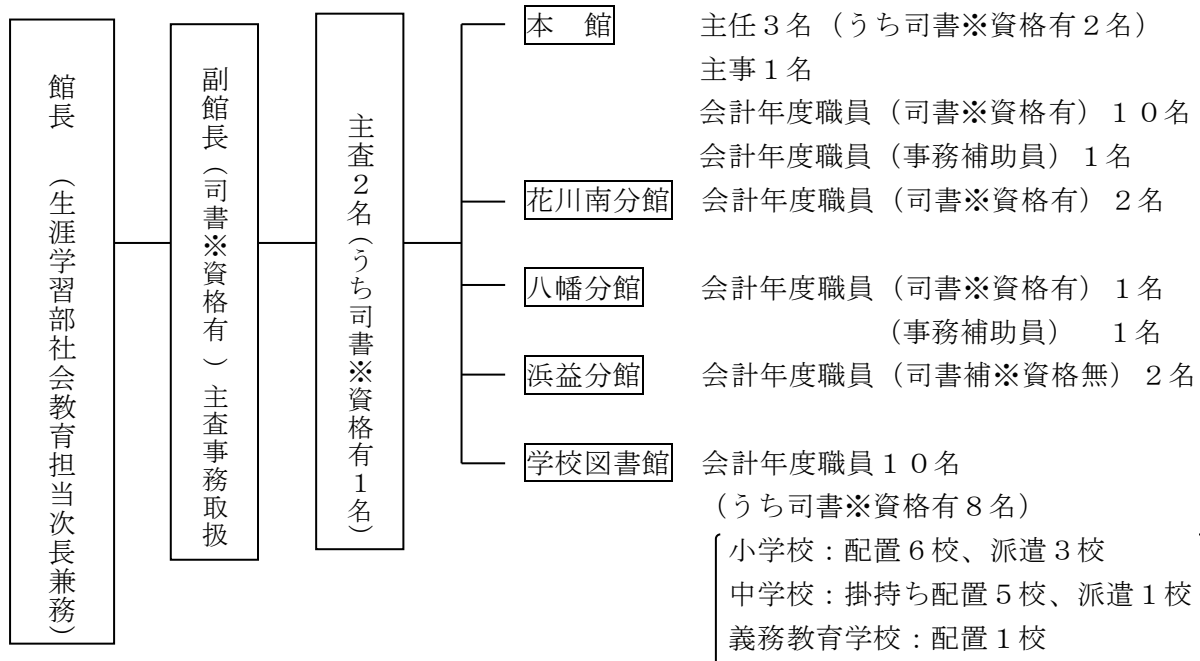 館長　（生涯学習部社会教育担当次長兼務）
副館長（司書※資格有）主査事務取扱
主査２名（うち司書※資格有１名）
本　館　主任３名（うち司書※資格有２名）
主事１名
会計年度職員（司書※資格有）１０名
会計年度職員（事務補助員）１名
花川南分館　会計年度職員（司書※資格有）２名
八幡分館　会計年度職員（司書※資格有）１名
（事務補助員）　１名
浜益分館　会計年度職員（司書補※資格無）２名
学校図書館　会計年度職員１０名
（うち司書※資格有８名）
小学校：配置６校、派遣３校
中学校：掛持ち配置５校、派遣１校
義務教育学校：配置１校